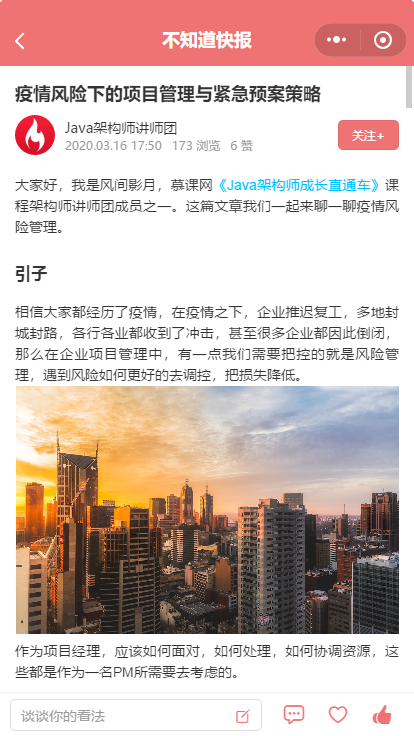 不知道快报
疫情风险下的项目管理与紧急预案策略
Java架构师讲师团
2020.03.16 17:50 173 浏览 6 赞
关注+
大家好，我是风间影月，慕课网《Java架构师成长直通车》课
程架构师讲师团成员之一。这篇文章我们一起来聊一聊疫情风
险管理。
引子
相信大家都经历了疫情，在疫情之下，企业推迟复工，多地封
城封路，各行各业都收到了冲击，甚至很多企业都因此倒闭，
那么在企业项目管理中，有一点我们需要把控的就是风险管
理，遇到风险如何更好的去调控，把损失降低。
作为项目经理，应该如何面对，如何处理，如何协调资源，这
些都是作为一名PM所需要去考虑的。
谈谈你的看法